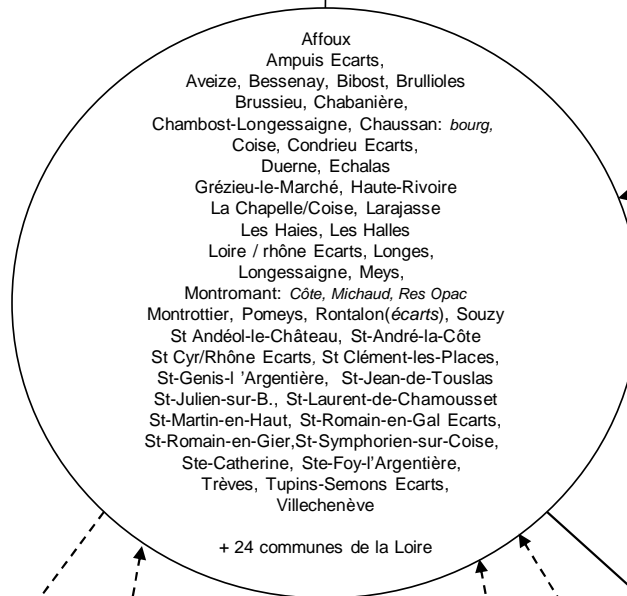 Affoux
Ampuis Ecarts,
Aveize, Bessenay, Bibost, Brullioles
Brussieu, Chabanière,
Chambost-Longessaigne, Chaussan: bourg,
Coise, Condrieu Ecarts,
Duerne, Echalas
Grézieu-le-Marché, Haute-Rivoire
La Chapelle/Coise, Larajasse
Les Haies, Les Halles
Loire / rhône Ecarts, Longes,
Longessaigne, Meys,
Montromant: Côte, Michaud, Res Opac
Montrottier, Pomeys, Rontalon(écarts), Souzy
St Andéol-le-Château, St-André-la-Côte
St Cyr/Rhône Ecarts, St Clément-les-Places,
St-Genis-l 'Argentière, St-Jean-de-Touslas
St-Julien-sur-B., St-Laurent-de-Chamousset
St-Martin-en-Haut, St-Romain-en-Gal Ecarts,
St-Romain-en-Gier,St-Symphorien-sur-Coise,
Ste-Catherine, Ste-Foy-l'Argentière,
Trèves, Tupins-Semons Ecarts,
Villechenève
+ 24 communes de la Loire